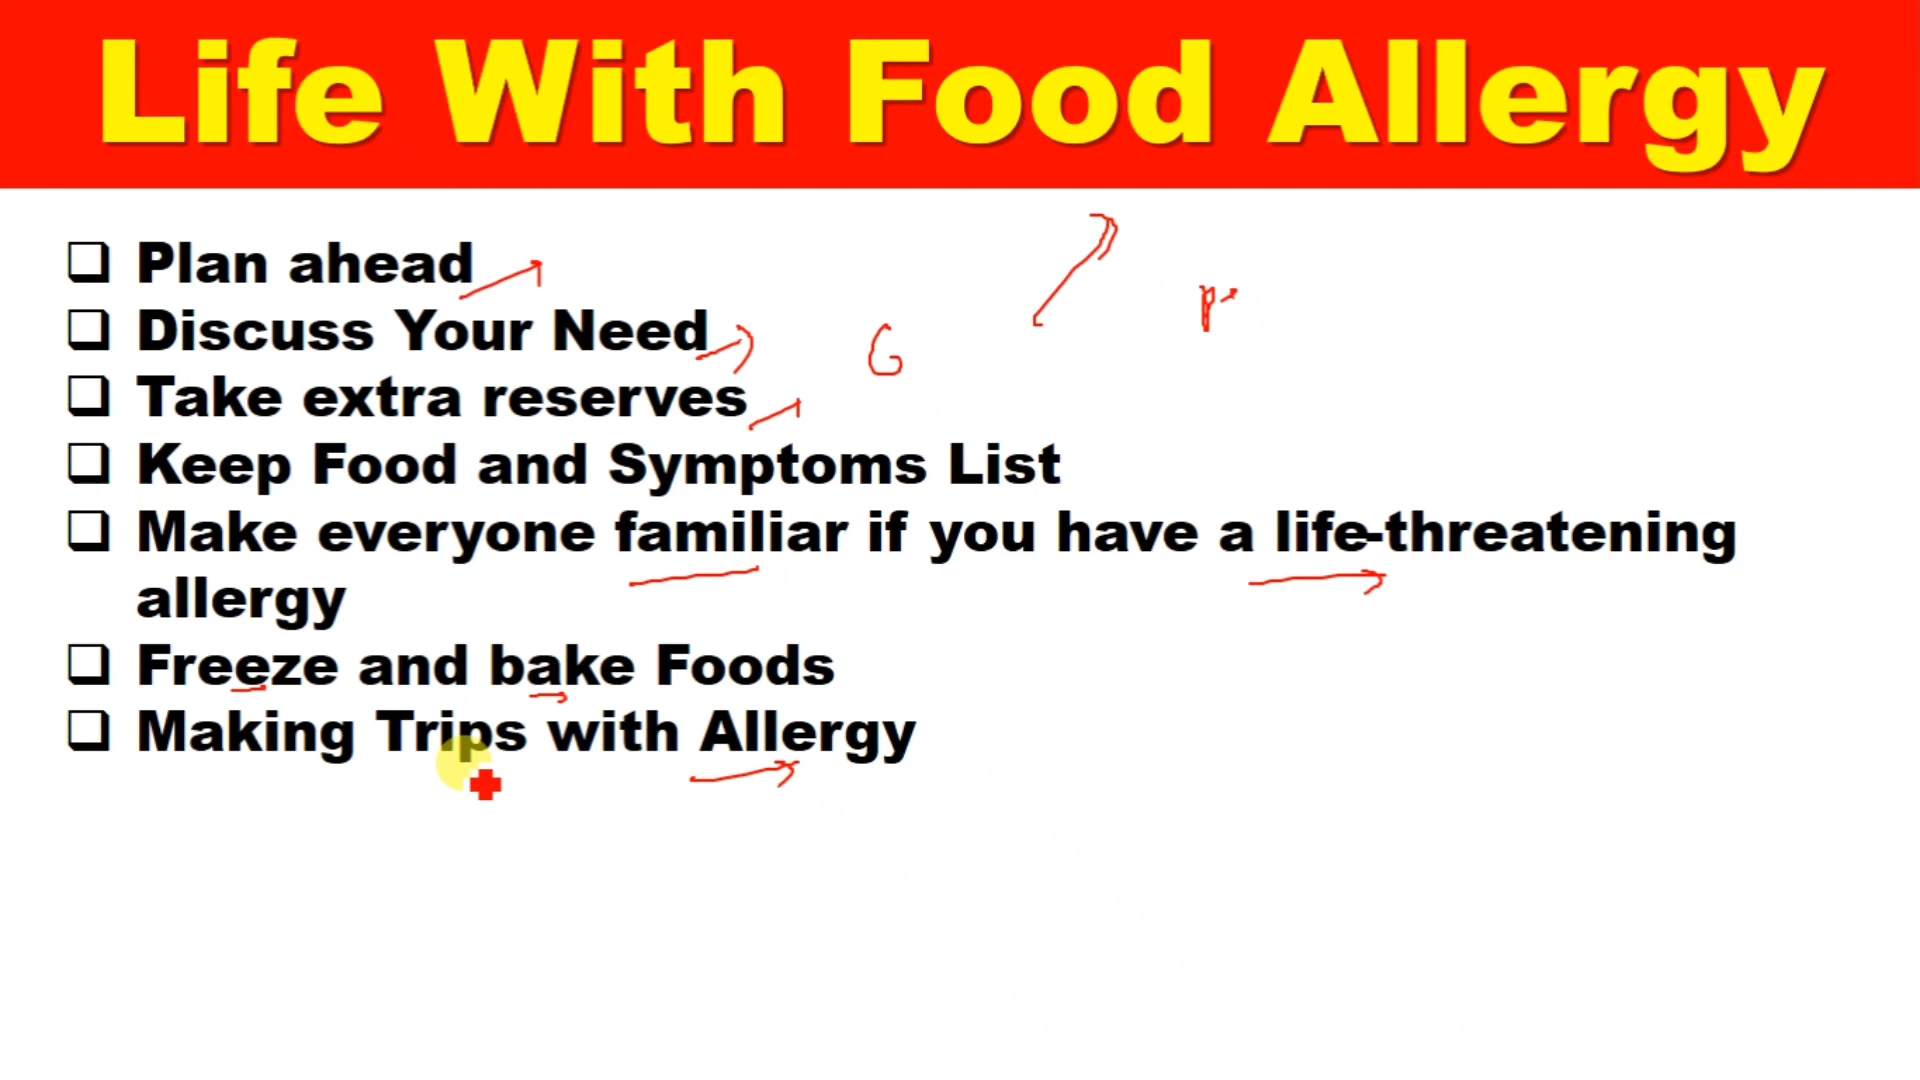 Life With Food Allergy
❑ Plan ahead
❑ Discuss Your Need
❑ Take extra reserves
❑ Keep Food and Symptoms List
❑ Make everyone familiar if you have a life-threatening
allergy
❑ Freeze and bake Foods
❑ Making Trips with Allergy